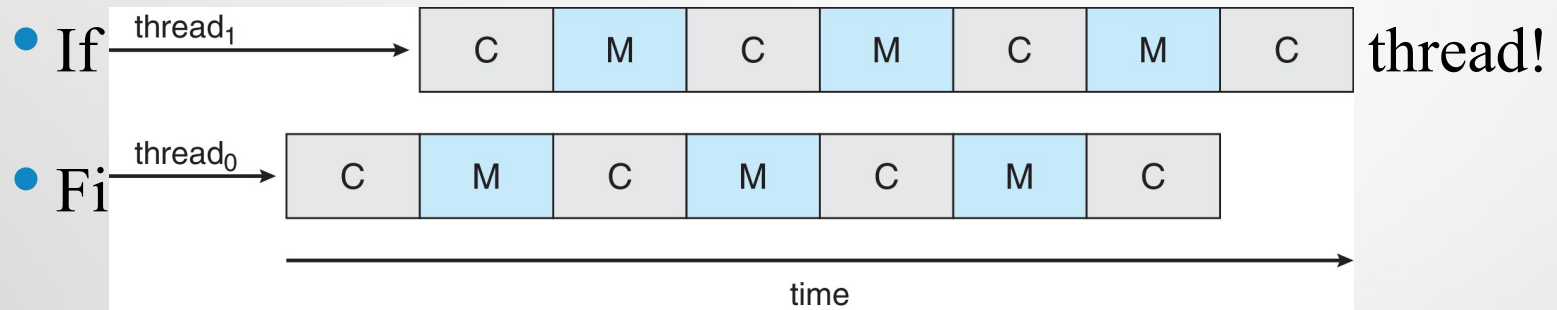 • If thread₁ C M C M C M C thread!
• Fi thread₀ C M C M C M C
time